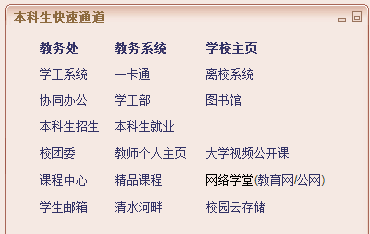 本科生快速通道
教务处 教务系统 学校主页
学工系统 一卡通 离校系统
协同办公 学工部 图书馆
本科生招生 本科生就业
校团委 教师个人主页 大学视频公开课
课程中心 精品课程 网络学堂(教育网/公网)
学生邮箱 清水河畔 校园云存储